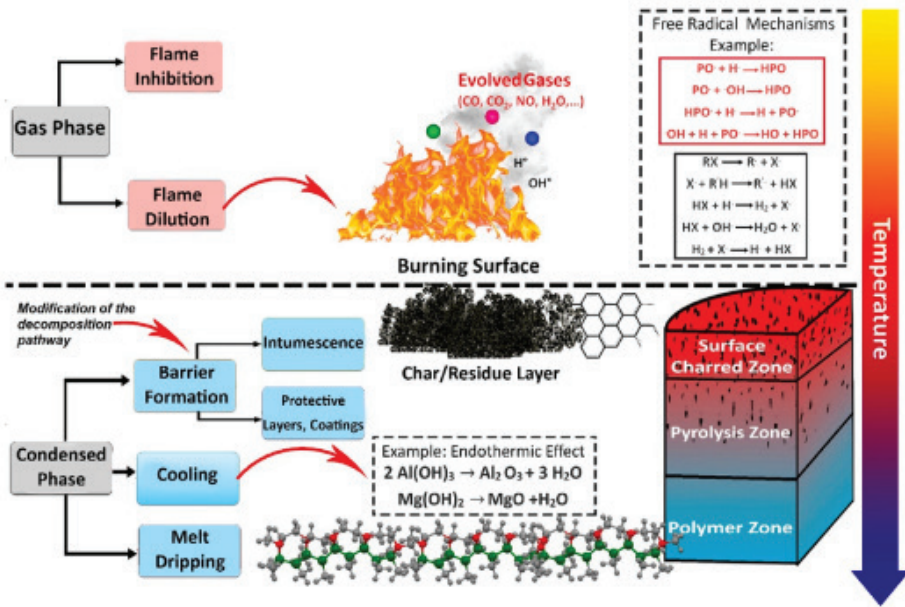 Flame
Inhibition
Gas Phase
Flame
Dilution
Evolved Gases
(CO, CO₂, NO, H₂O,...)
H⁺
OH⁺
Burning Surface
Free Radical Mechanisms
Example:
PO· + H· → HPO
PO· + ·OH → HPO
HPO· + H· → H + PO·
OH + H + PO· → HO + HPO
RX → R· + X·
X· + R'H → R'· + HX
HX + H → H₂ + X·
HX + OH → H₂O + X·
H₂ + X → H + HX
Temperature
Modification of the
decomposition
pathway
Intumescence
Barrier
Formation
Protective
Layers, Coatings
Char/Residue Layer
Condensed
Phase
Cooling
Example: Endothermic Effect
2 Al(OH)₃ → Al₂O₃ + 3 H₂O
Mg(OH)₂ → MgO +H₂O
Melt
Dripping
Surface
Charred Zone
Pyrolysis Zone
Polymer Zone